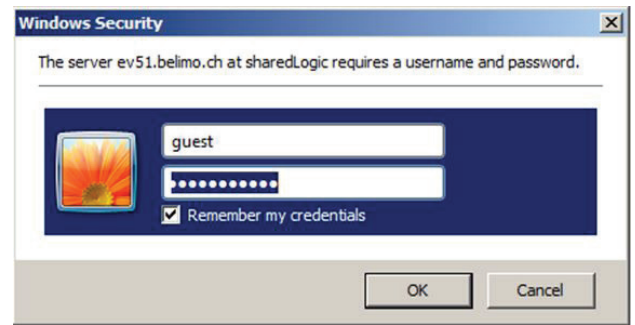 Windows Security
The server ev51.belimo.ch at sharedLogic requires a username and password.
guest
•••••••••••
Remember my credentials
OK
Cancel